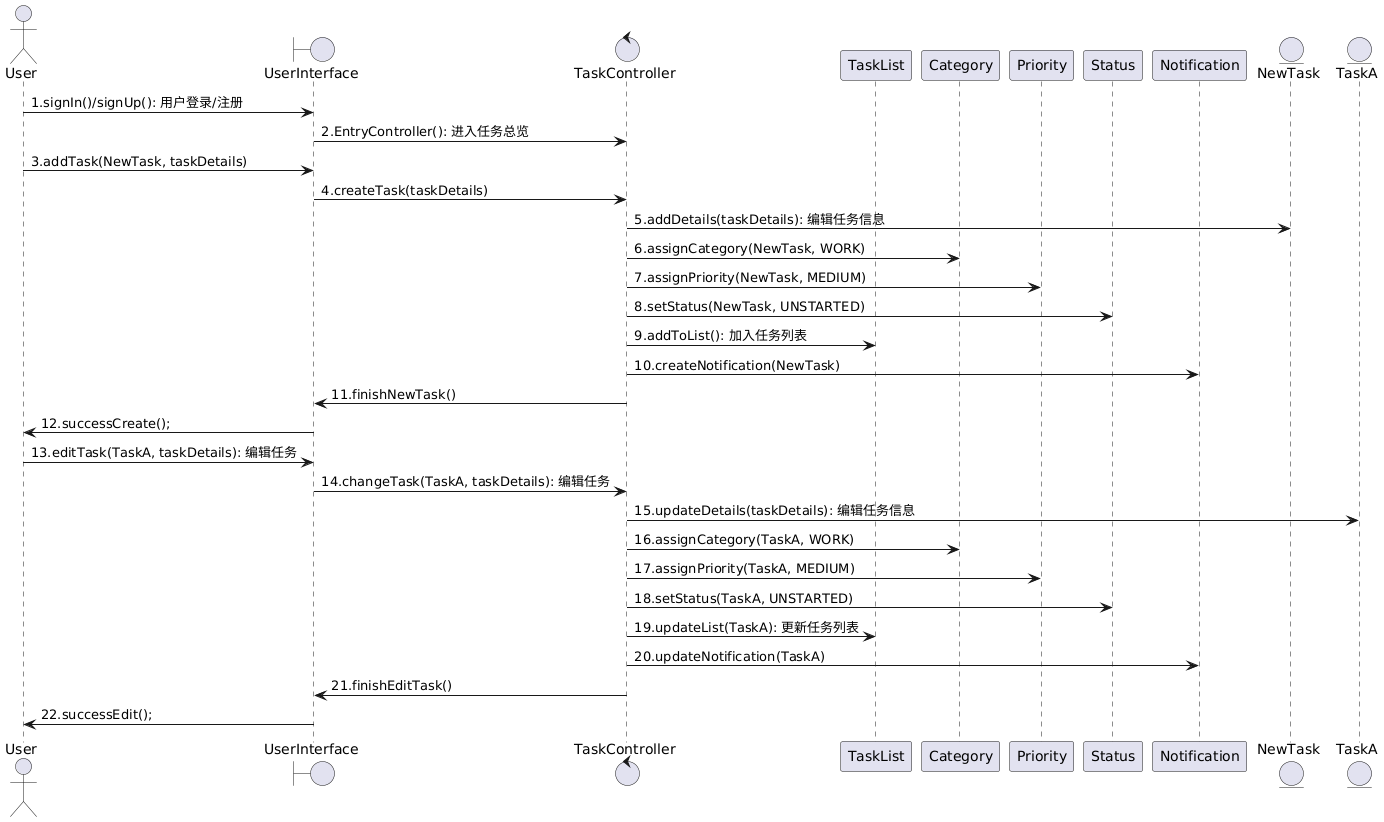 User
UserInterface
TaskController
TaskList
Category
Priority
Status
Notification
NewTask
TaskA
1.signIn()/signUp(): 用户登录/注册
2.EntryController(): 进入任务总览
3.addTask(NewTask, taskDetails)
4.createTask(taskDetails)
5.addDetails(taskDetails): 编辑任务信息
6.assignCategory(NewTask, WORK)
7.assignPriority(NewTask, MEDIUM)
8.setStatus(NewTask, UNSTARTED)
9.addToList(): 加入任务列表
10.createNotification(NewTask)
11.finishNewTask()
12.successCreate();
13.editTask(TaskA, taskDetails): 编辑任务
14.changeTask(TaskA, taskDetails): 编辑任务
15.updateDetails(taskDetails): 编辑任务信息
16.assignCategory(TaskA, WORK)
17.assignPriority(TaskA, MEDIUM)
18.setStatus(TaskA, UNSTARTED)
19.updateList(TaskA): 更新任务列表
20.updateNotification(TaskA)
21.finishEditTask()
22.successEdit();
User
UserInterface
TaskController
TaskList
Category
Priority
Status
Notification
NewTask
TaskA